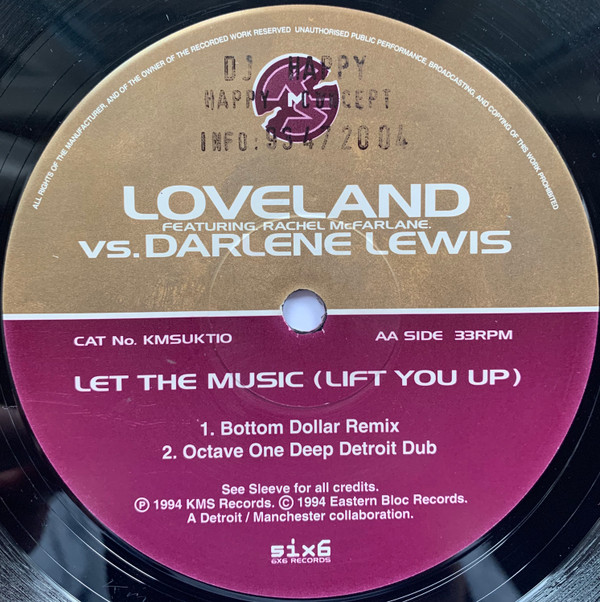 ALL RIGHTS OF THE MANUFACTURER, AND OF THE OWNER OF THE RECORDED WORK RESERVED UNAUTHORISED PUBLIC PERFORMANCE, BROADCASTING, AND COPYING OF THIS WORK PROHIBITED
DJ HAPPY
HAPPY
INFO:
LOVELAND
FEATURING. RACHEL McFARLANE.
VS. DARLENE LEWIS
CAT No. KMSUKT10
AA SIDE 33RPM
LET THE MUSIC (LIFT YOU UP)
1. Bottom Dollar Remix
2. Octave One Deep Detroit Dub
See Sleeve for all credits.
℗ 1994 KMS Records. © 1994 Eastern Bloc Records.
A Detroit / Manchester collaboration.
six6
6X6 RECORDS